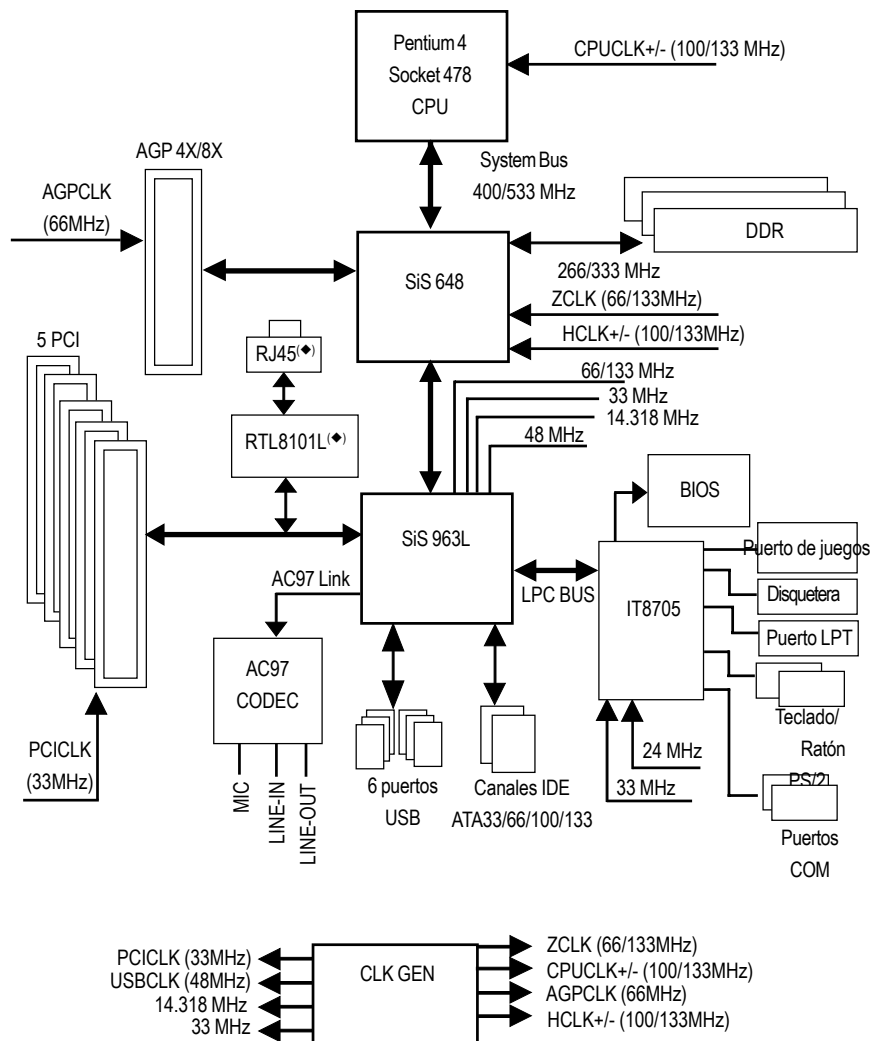 Pentium 4
Socket 478
CPU
CPUCLK+/- (100/133 MHz)
AGP 4X/8X
System Bus
400/533 MHz
AGPCLK
(66MHz)
DDR
SiS 648
266/333 MHz
ZCLK (66/133MHz)
HCLK+/- (100/133MHz)
5 PCI
RJ45(◆)
66/133 MHz
33 MHz
14.318 MHz
48 MHz
RTL8101L(◆)
BIOS
SiS 963L
Puerto de juegos
AC97 Link
LPC BUS
IT8705
Disquetera
Puerto LPT
AC97
CODEC
Teclado/
Ratón
PS/2
24 MHz
33 MHz
PCICLK
(33MHz)
MIC
LINE-IN
LINE-OUT
6 puertos
USB
Canales IDE
ATA33/66/100/133
Puertos
COM
CLK GEN
PCICLK (33MHz)
USBCLK (48MHz)
14.318 MHz
33 MHz
ZCLK (66/133MHz)
CPUCLK+/- (100/133MHz)
AGPCLK (66MHz)
HCLK+/- (100/133MHz)